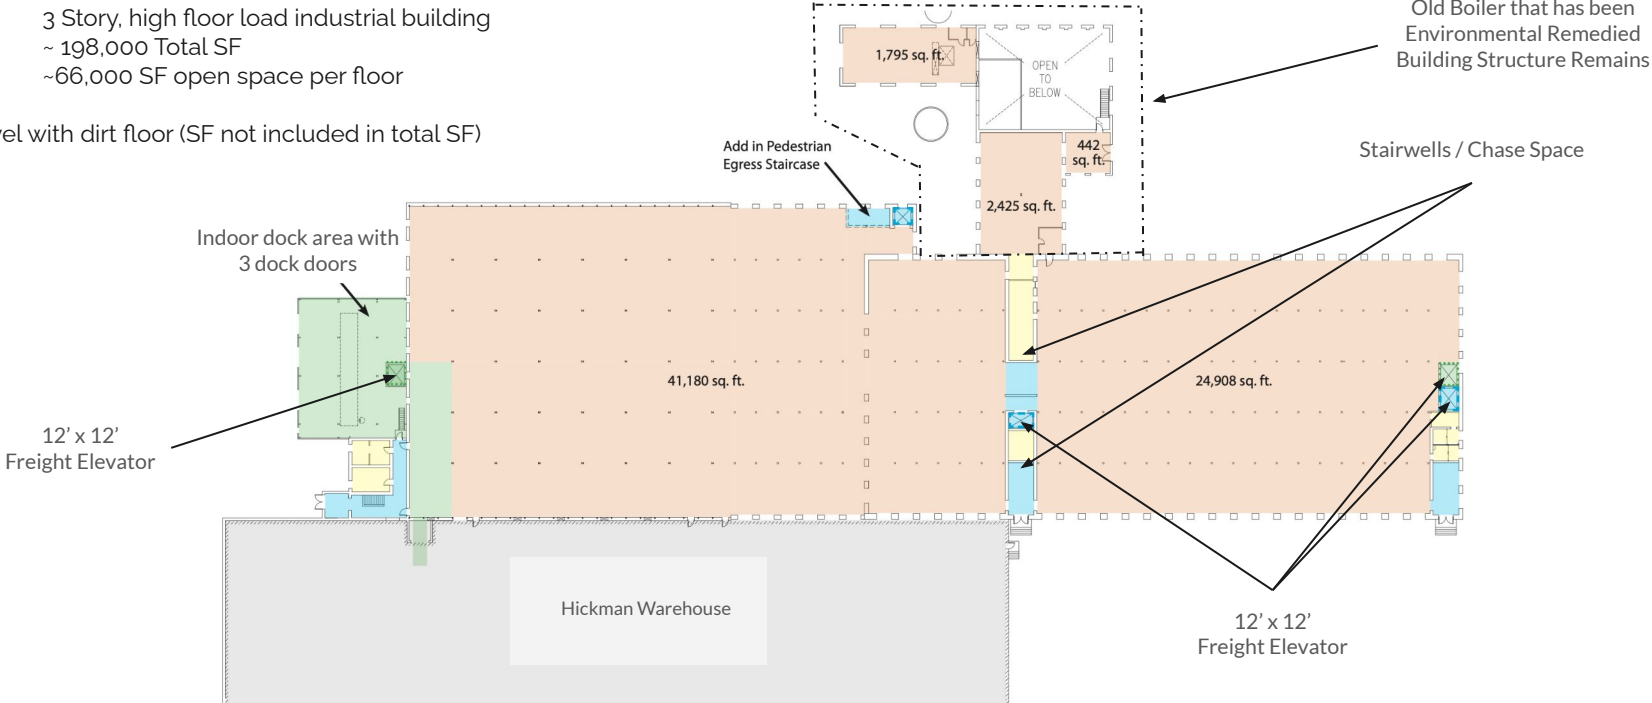 3 Story, high floor load industrial building
~ 198,000 Total SF
~66,000 SF open space per floor
with dirt floor (SF not included in total SF)
Old Boiler that has been
Environmental Remedied
Building Structure Remains
1,795 sq. ft.
OPEN
TO
BELOW
442
sq. ft.
2,425 sq. ft.
Add in Pedestrian
Egress Staircase
Stairwells / Chase Space
Indoor dock area with
3 dock doors
41,180 sq. ft.
24,908 sq. ft.
12’ x 12’
Freight Elevator
Hickman Warehouse
12’ x 12’
Freight Elevator